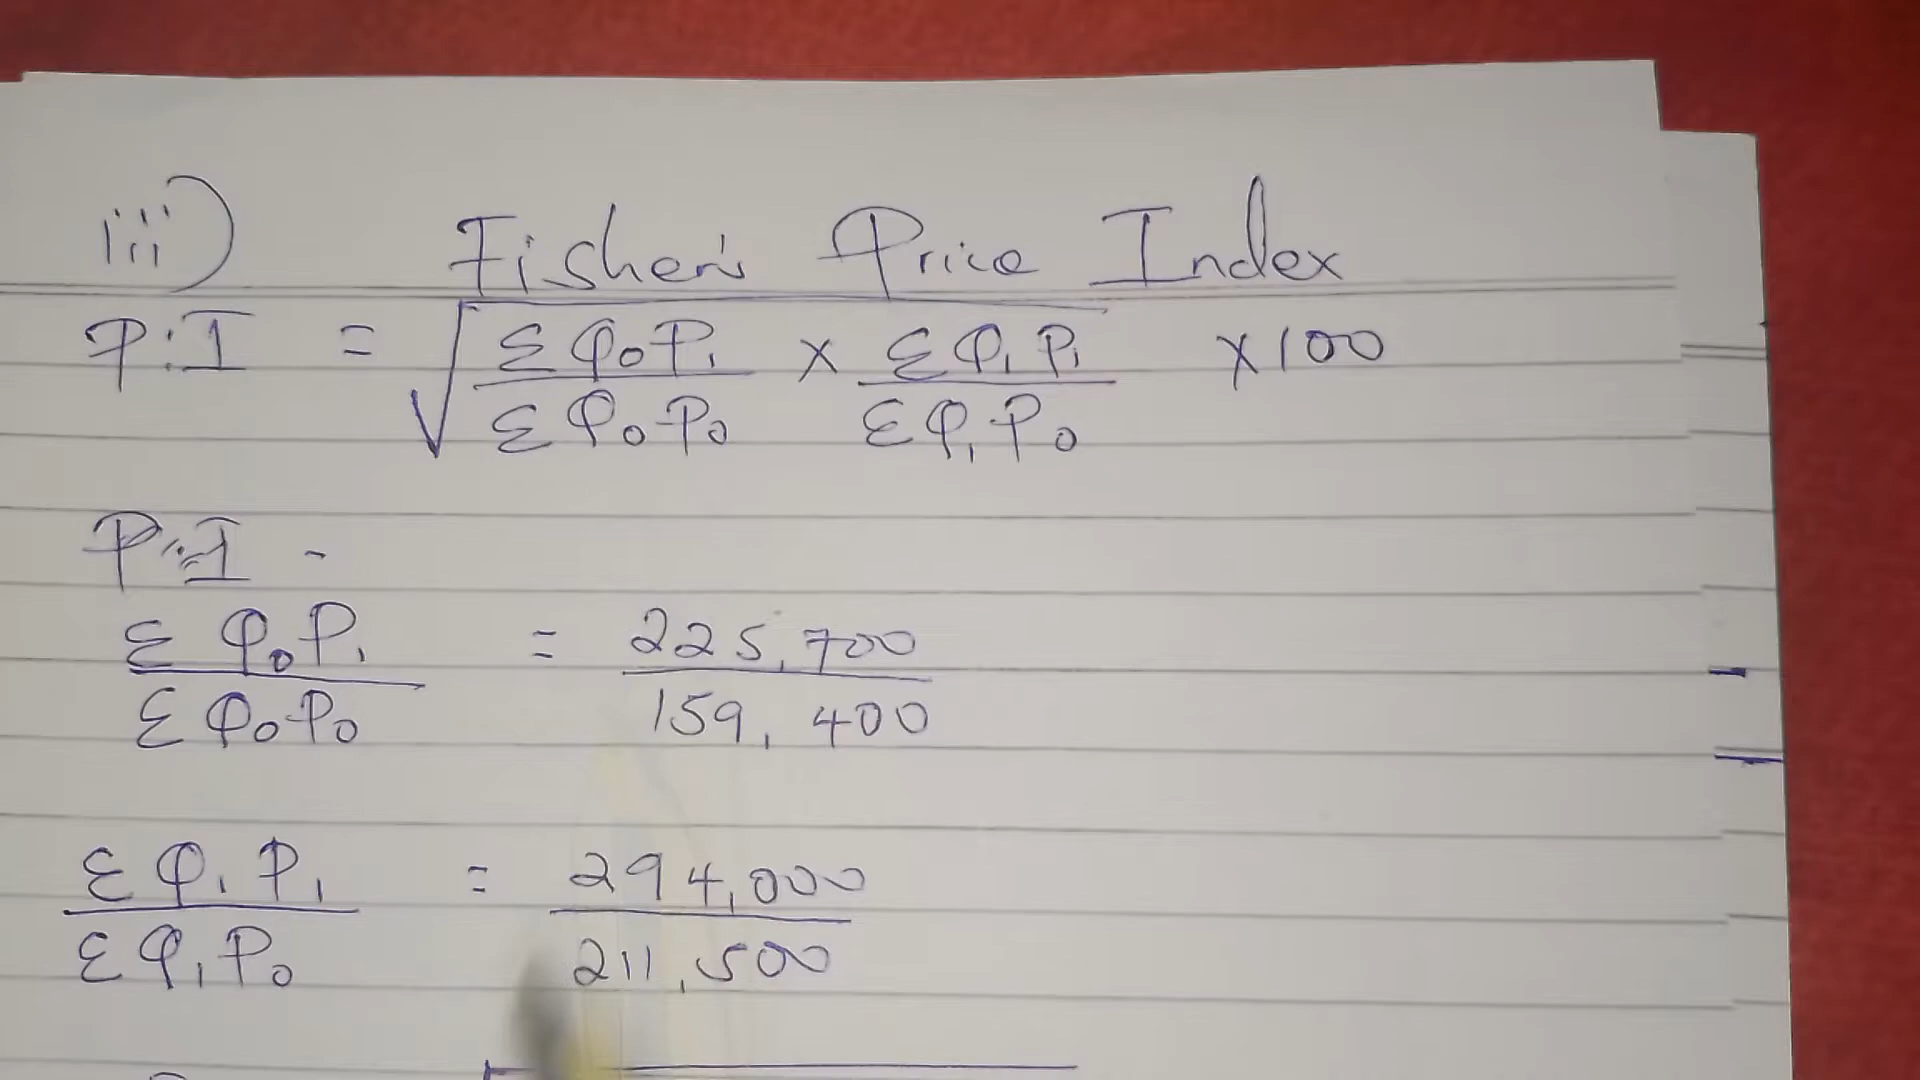 iii) Fisher's Price Index
P.I = √ ΣQ₀P₁ / ΣQ₀P₀ × ΣQ₁P₁ / ΣQ₁P₀ ×100
P.I -
ΣQ₀P₁ / ΣQ₀P₀ = 225,700 / 159,400
ΣQ₁P₁ / ΣQ₁P₀ = 294,000 / 211,500